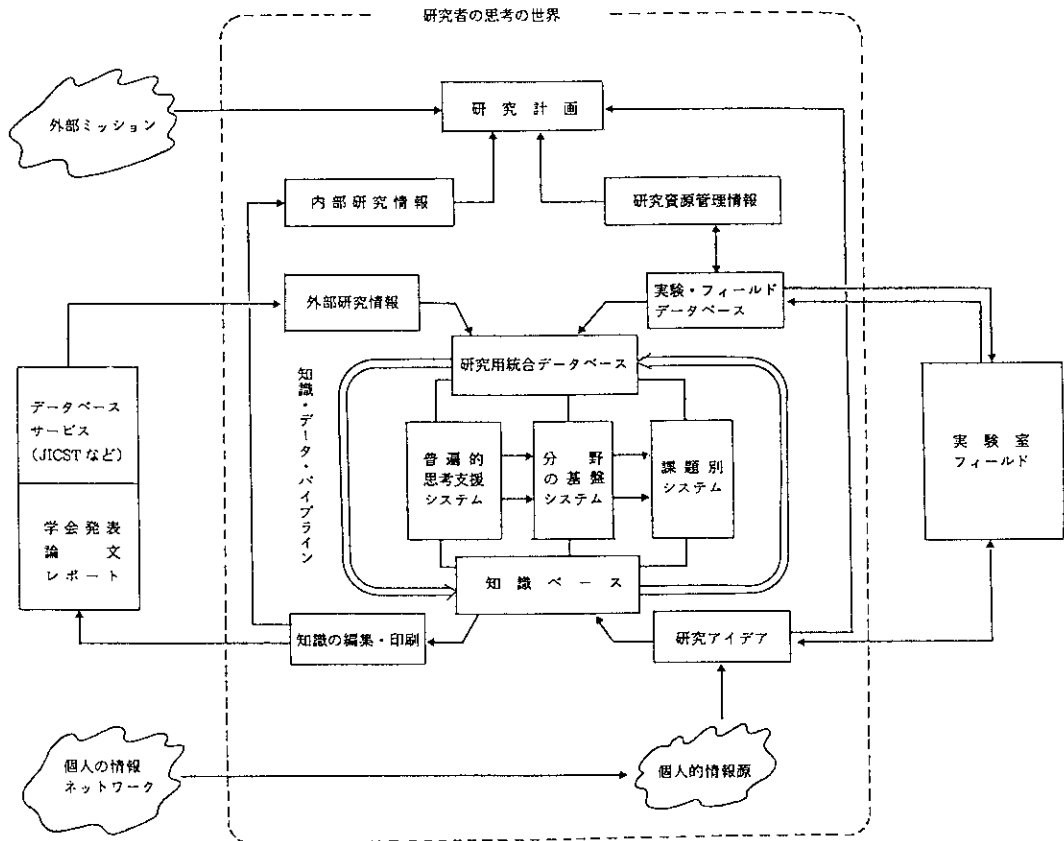 研究者の思考の世界
外部ミッション
研究計画
内部研究情報
研究資源管理情報
外部研究情報
実験・フィールド
データベース
研究用統合データベース
知識・データ・パイプライン
データベース
サービス
（JICSTなど）
学会発表
論文
レポート
普遍的
思考支援
システム
分野
の基盤
システム
課題別
システム
実験室
フィールド
知識ベース
知識の編集・印刷
研究アイデア
個人の情報
ネットワーク
個人的情報源